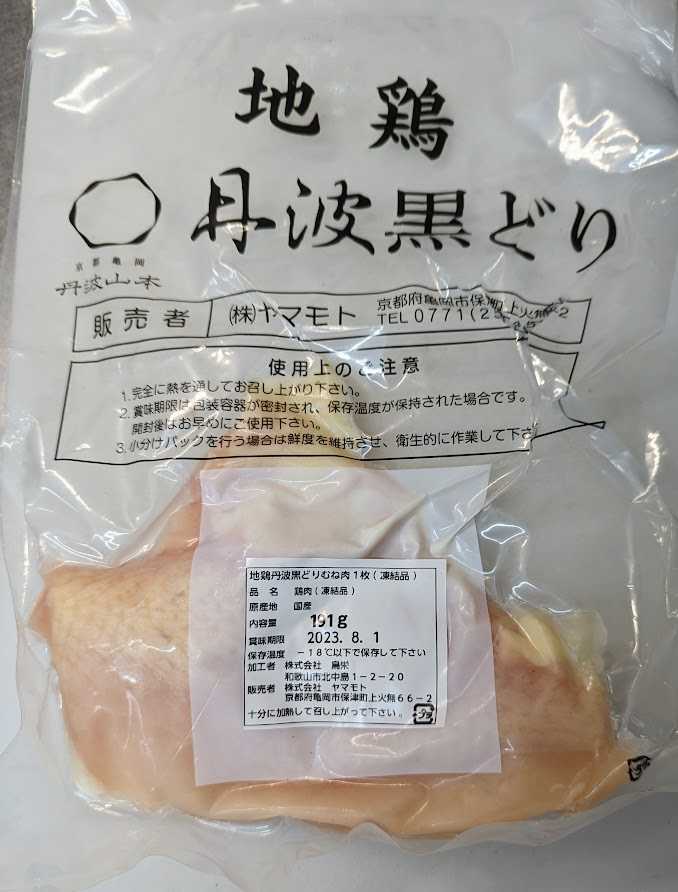 地鶏
丹波黒どり
京都亀岡
丹波山本
販売者 ㈱ヤマモト 京都府亀岡市保津町上火無
TEL 0771(2
使用上のご注意
1.完全に熱を通してお召し上がり下さい。
2.賞味期限は包装容器が密封され、保存温度が保持された場合です。
開封後はお早めにご使用下さい。
3.小分けパックを行う場合は鮮度を維持させ、衛生的に作業して下さ
地鶏丹波黒どりむね肉1枚(凍結品)
品名 鶏肉(凍結品)
原産地 国産
内容量 191g
賞味期限 2023. 8. 1
保存温度 -18℃以下で保存して下さい
加工者 株式会社 鳥栄
和歌山市北中島1-2-20
販売者 株式会社 ヤマモト
京都府亀岡市保津町上火無66-2
十分に加熱して召し上がって下さい。
プラ